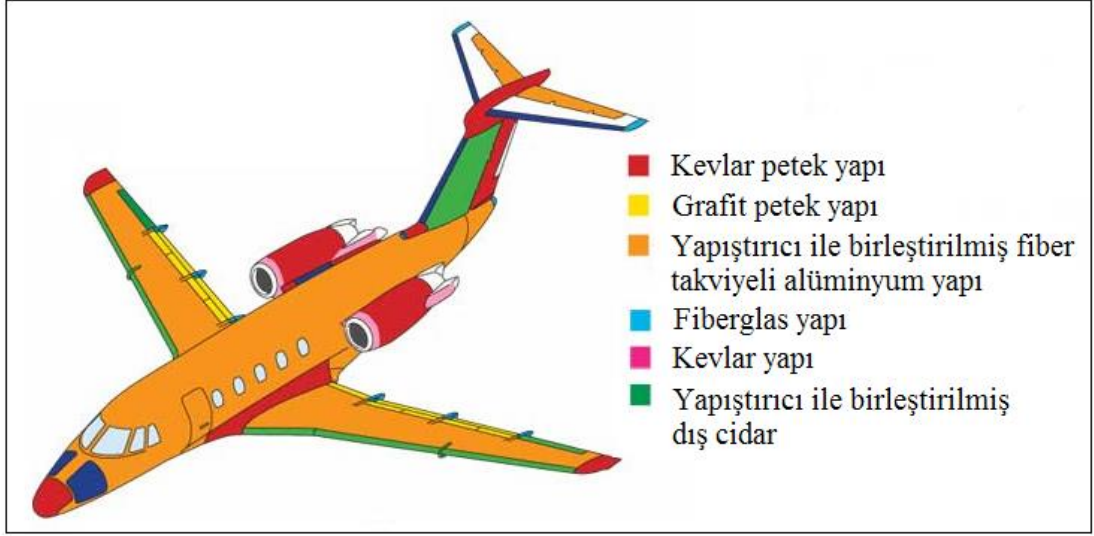 Kevlar petek yapı
Grafit petek yapı
Yapıştırıcı ile birleştirilmiş fiber
takviyeli alüminyum yapı
Fiberglas yapı
Kevlar yapı
Yapıştırıcı ile birleştirilmiş
dış cidar